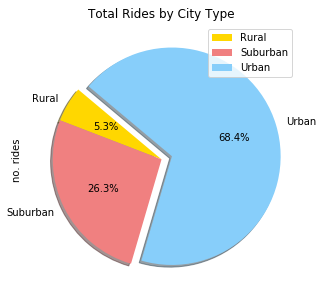 Total Rides by City Type
Rural
Suburban
Urban
Rural
5.3%
68.4%
Urban
no. rides
26.3%
Suburban